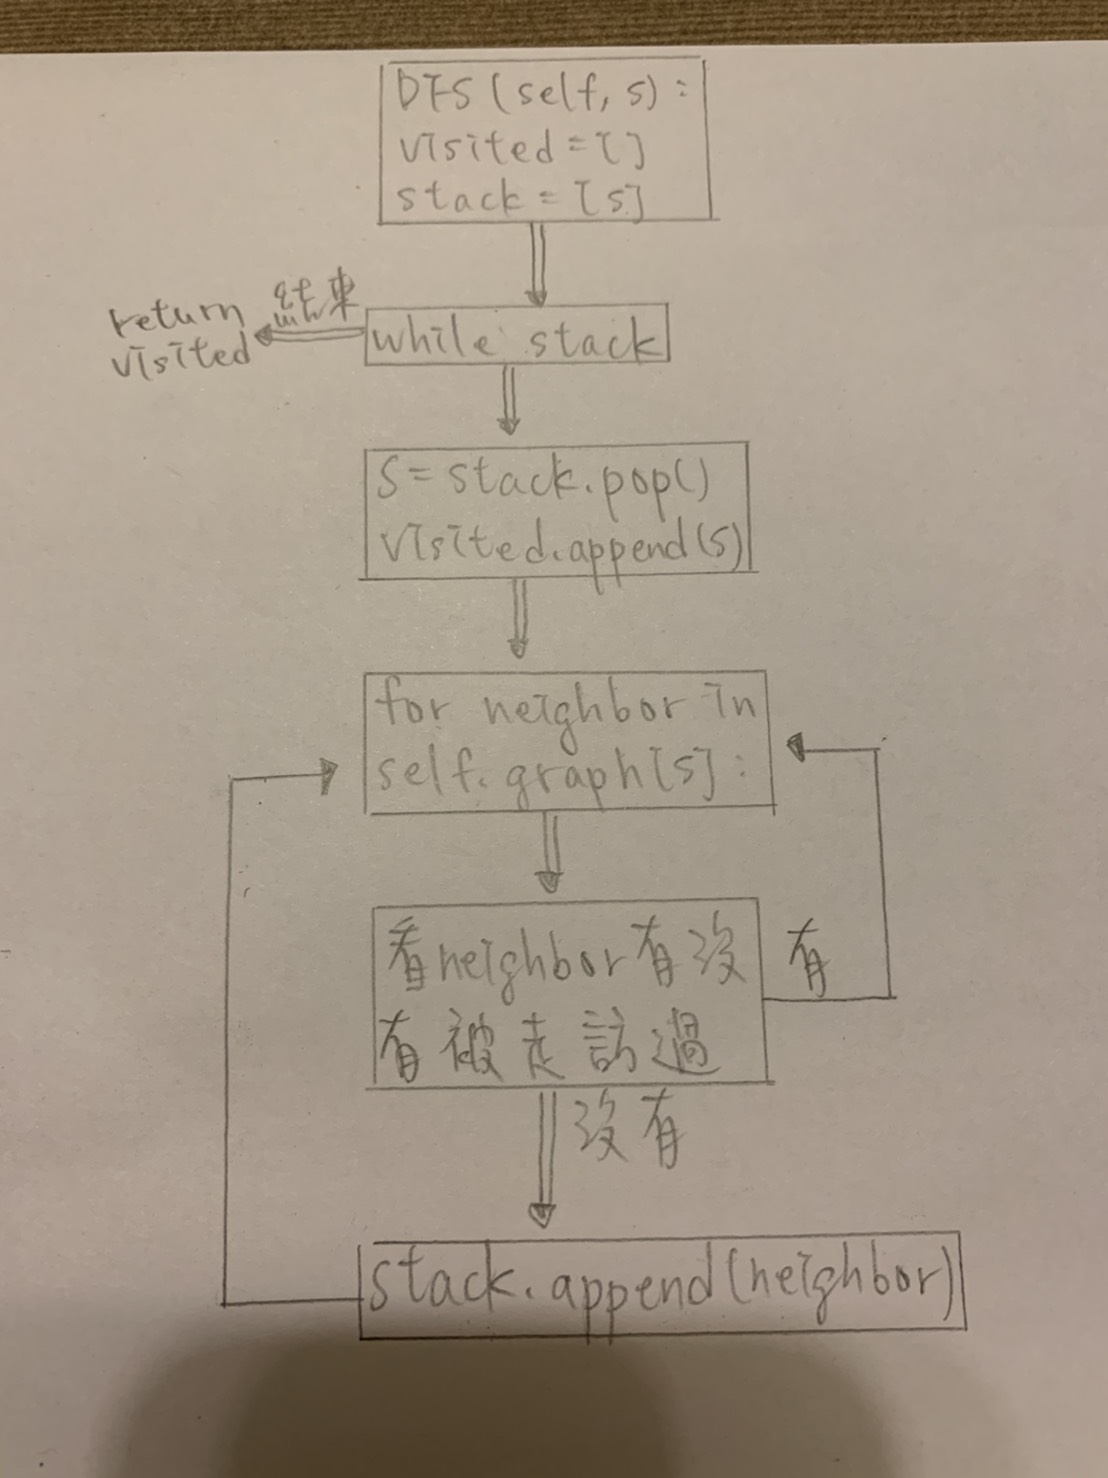 DFS (self, s) :
visited = [ ]
stack = [s]
結束
return
visited
while stack
S = stack.pop()
visited.append(s)
for neighbor in
self.graph[s] :
看neighbor有沒
有被走訪過
有
沒有
stack.append(neighbor)